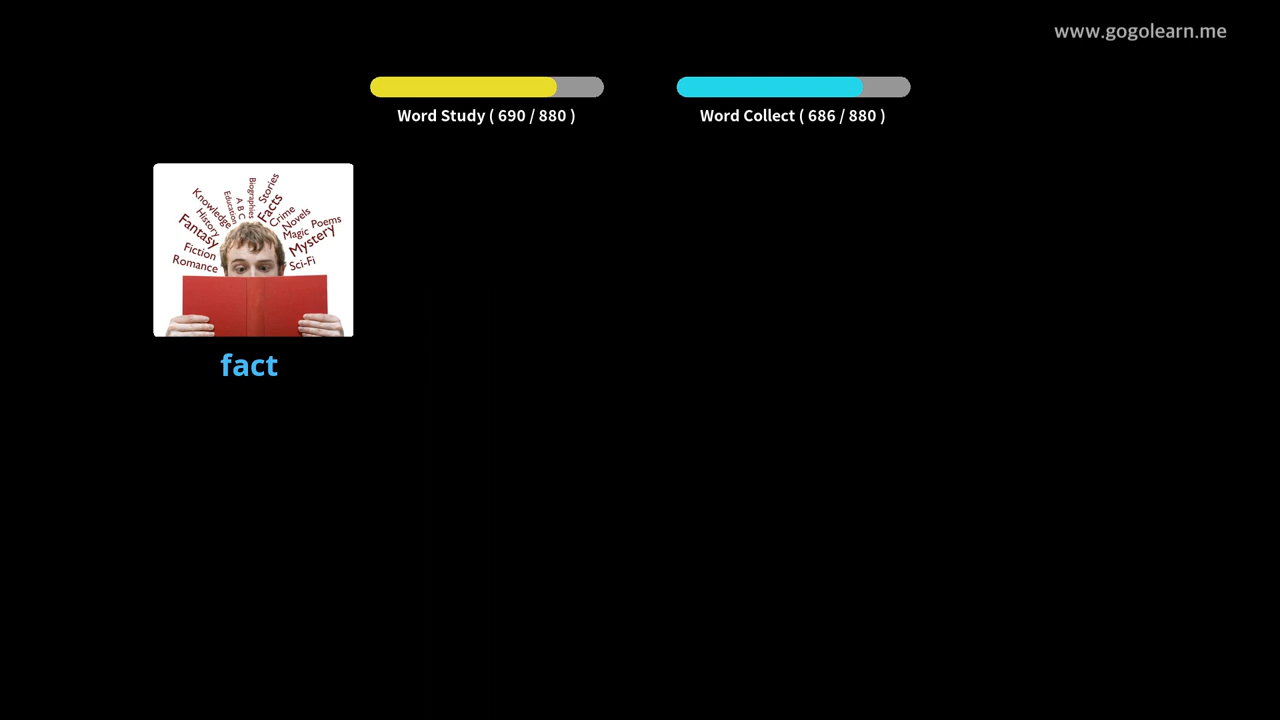 www.gogolearn.me
Word Study ( 690 / 880 )
Word Collect ( 686 / 880 )
Romance
Fiction
Fantasy
History
Knowledge
Education
A B C
Biographies
Stories
Facts
Crime
Novels
Magic
Poems
Mystery
Sci-Fi
fact